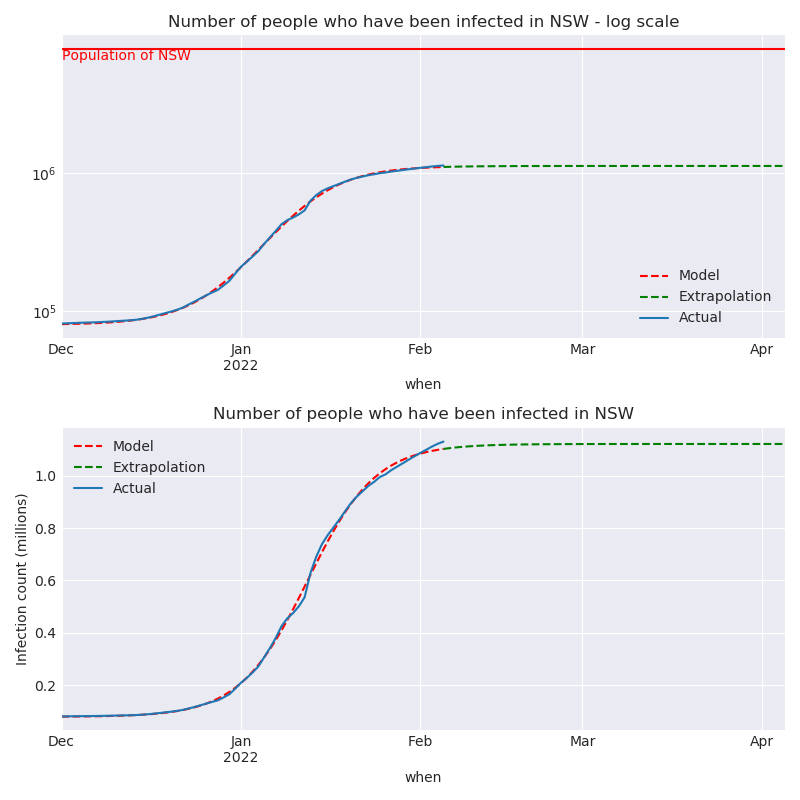 Number of people who have been infected in NSW - log scale
Population of NSW
10^6
10^5
Model
Extrapolation
Actual
Dec Jan Feb Mar Apr
2022
when
Number of people who have been infected in NSW
Model
Extrapolation
Actual
Infection count (millions)
1.0
0.8
0.6
0.4
0.2
Dec Jan Feb Mar Apr
2022
when